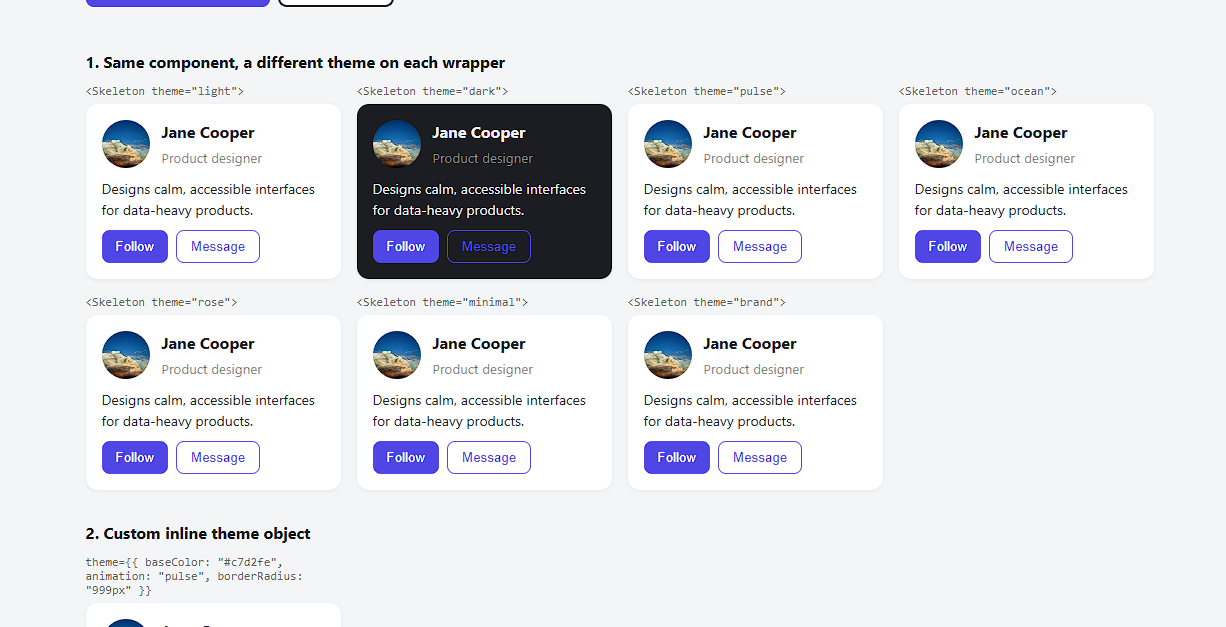 1. Same component, a different theme on each wrapper
<Skeleton theme="light">
<Skeleton theme="dark">
<Skeleton theme="pulse">
<Skeleton theme="ocean">
Jane Cooper
Product designer
Designs calm, accessible interfaces
for data-heavy products.
Follow
Message
Jane Cooper
Product designer
Designs calm, accessible interfaces
for data-heavy products.
Follow
Message
Jane Cooper
Product designer
Designs calm, accessible interfaces
for data-heavy products.
Follow
Message
Jane Cooper
Product designer
Designs calm, accessible interfaces
for data-heavy products.
Follow
Message
<Skeleton theme="rose">
<Skeleton theme="minimal">
<Skeleton theme="brand">
Jane Cooper
Product designer
Designs calm, accessible interfaces
for data-heavy products.
Follow
Message
Jane Cooper
Product designer
Designs calm, accessible interfaces
for data-heavy products.
Follow
Message
Jane Cooper
Product designer
Designs calm, accessible interfaces
for data-heavy products.
Follow
Message
2. Custom inline theme object
theme={{ baseColor: "#c7d2fe",
animation: "pulse", borderRadius:
"999px" }}